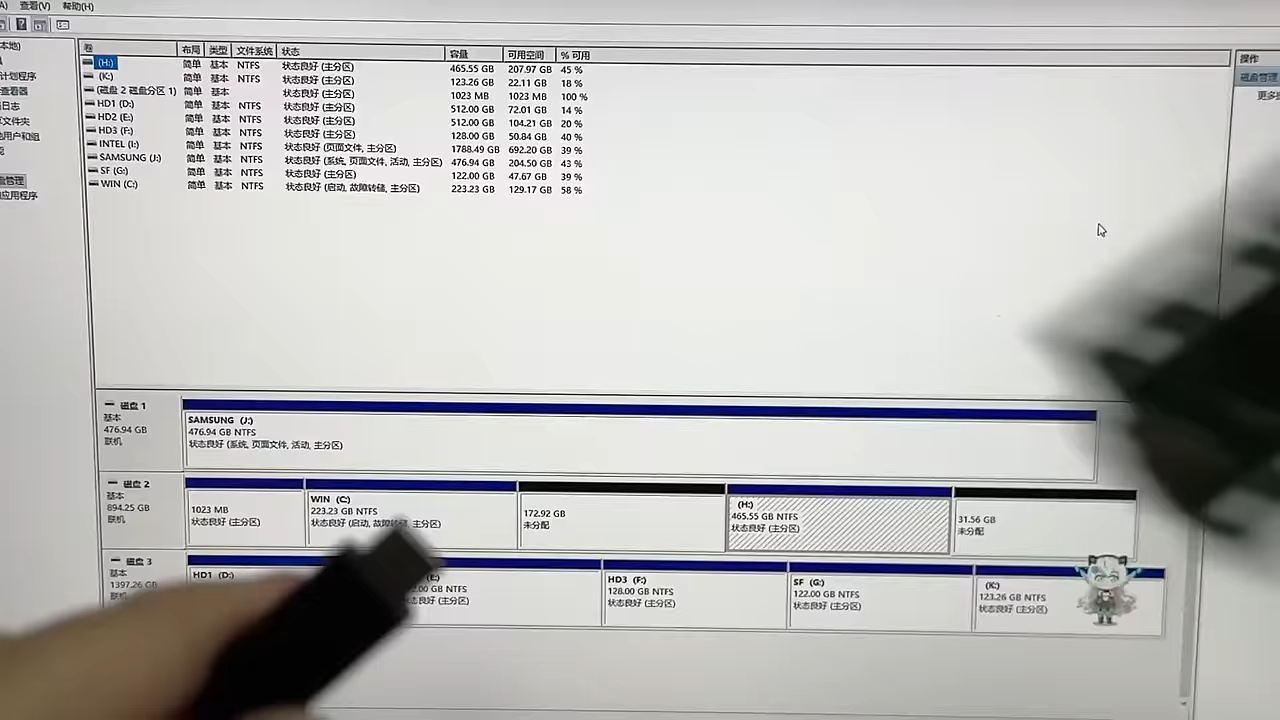 查看(V) 帮助(H)
卷 布局 类型 文件系统 状态 容量 可用空间 % 可用
(H:) 简单 基本 NTFS 状态良好 (主分区) 465.55 GB 207.97 GB 45 %
(K:) 简单 基本 NTFS 状态良好 (主分区) 123.26 GB 22.11 GB 18 %
(磁盘 2 磁盘分区 1) 简单 基本 状态良好 (主分区) 1023 MB 1023 MB 100 %
HD1 (D:) 简单 基本 NTFS 状态良好 (主分区) 512.00 GB 72.01 GB 14 %
HD2 (E:) 简单 基本 NTFS 状态良好 (主分区) 512.00 GB 104.21 GB 20 %
HD3 (F:) 简单 基本 NTFS 状态良好 (主分区) 128.00 GB 50.84 GB 40 %
INTEL (I:) 简单 基本 NTFS 状态良好 (页面文件, 主分区) 1788.49 GB 692.20 GB 39 %
SAMSUNG (J:) 简单 基本 NTFS 状态良好 (系统, 页面文件, 活动, 主分区) 476.94 GB 204.50 GB 43 %
SF (G:) 简单 基本 NTFS 状态良好 (主分区) 122.00 GB 47.67 GB 39 %
WIN (C:) 简单 基本 NTFS 状态良好 (启动, 故障转储, 主分区) 223.23 GB 129.17 GB 58 %
本地)
计划程序
查看器
日志
文件夹
用户和组
管理
应用程序
操作
磁盘管理
更多
磁盘 1
基本
476.94 GB
联机
SAMSUNG (J:)
476.94 GB NTFS
状态良好 (系统, 页面文件, 活动, 主分区)
磁盘 2
基本
894.25 GB
联机
1023 MB
状态良好 (主分区)
WIN (C:)
223.23 GB NTFS
状态良好 (启动, 故障转储, 主分区)
172.92 GB
未分配
(H:)
465.55 GB NTFS
状态良好 (主分区)
31.56 GB
未分配
磁盘 3
基本
1397.26 GB
联机
HD1 (D:)
(E:)
.00 GB NTFS
良好 (主分区)
HD3 (F:)
128.00 GB NTFS
状态良好 (主分区)
SF (G:)
122.00 GB NTFS
状态良好 (主分区)
(K:)
123.26 GB NTFS
状态良好 (主分区)